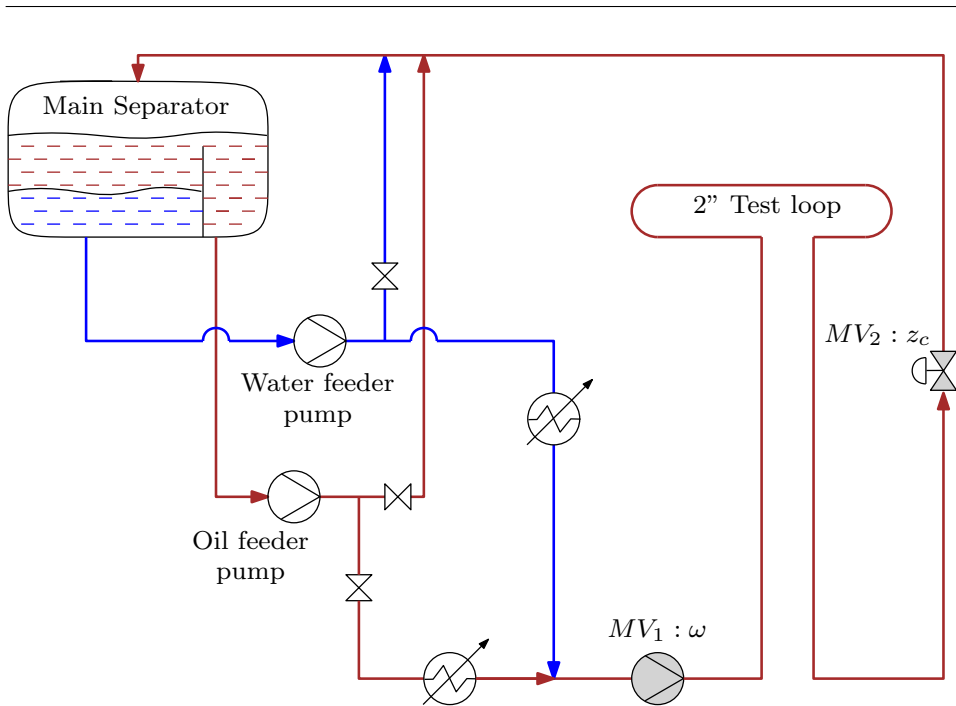 Main Separator
2” Test loop
MV₂ : z_c
Water feeder
pump
Oil feeder
pump
MV₁ : ω